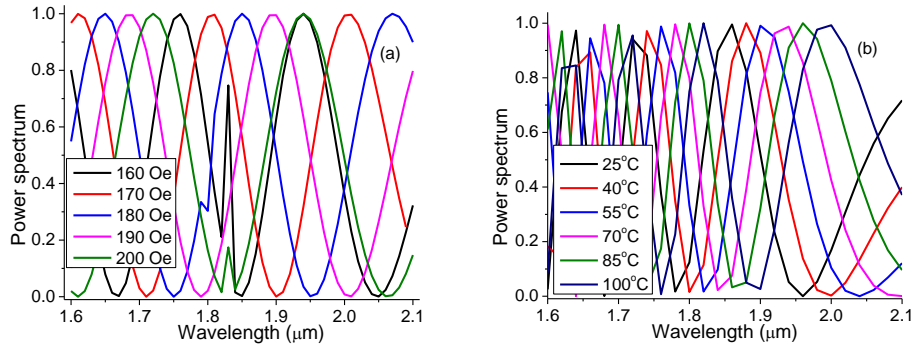 (a)
Power spectrum
1.0
0.8
0.6
0.4
0.2
0.0
160 Oe
170 Oe
180 Oe
190 Oe
200 Oe
1.6 1.7 1.8 1.9 2.0 2.1
Wavelength (μm)
(b)
Power spectrum
1.0
0.8
0.6
0.4
0.2
0.0
25°C
40°C
55°C
70°C
85°C
100°C
1.6 1.7 1.8 1.9 2.0 2.1
Wavelength (μm)